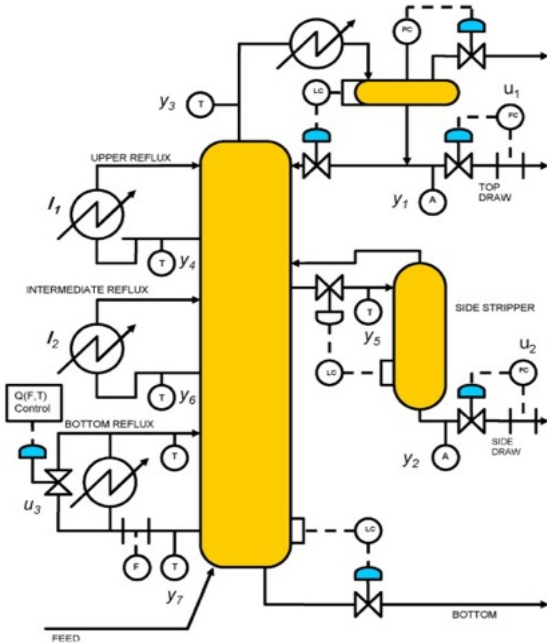 PC
T
y3
LC
u1
FC
UPPER REFLUX
I1
y1
A
TOP
DRAW
T
y4
INTERMEDIATE REFLUX
I2
T
y5
SIDE STRIPPER
LC
u2
FC
T
y6
Q(F,T)
Control
BOTTOM REFLUX
T
y2
A
SIDE
DRAW
u3
F
T
y7
LC
FEED
BOTTOM